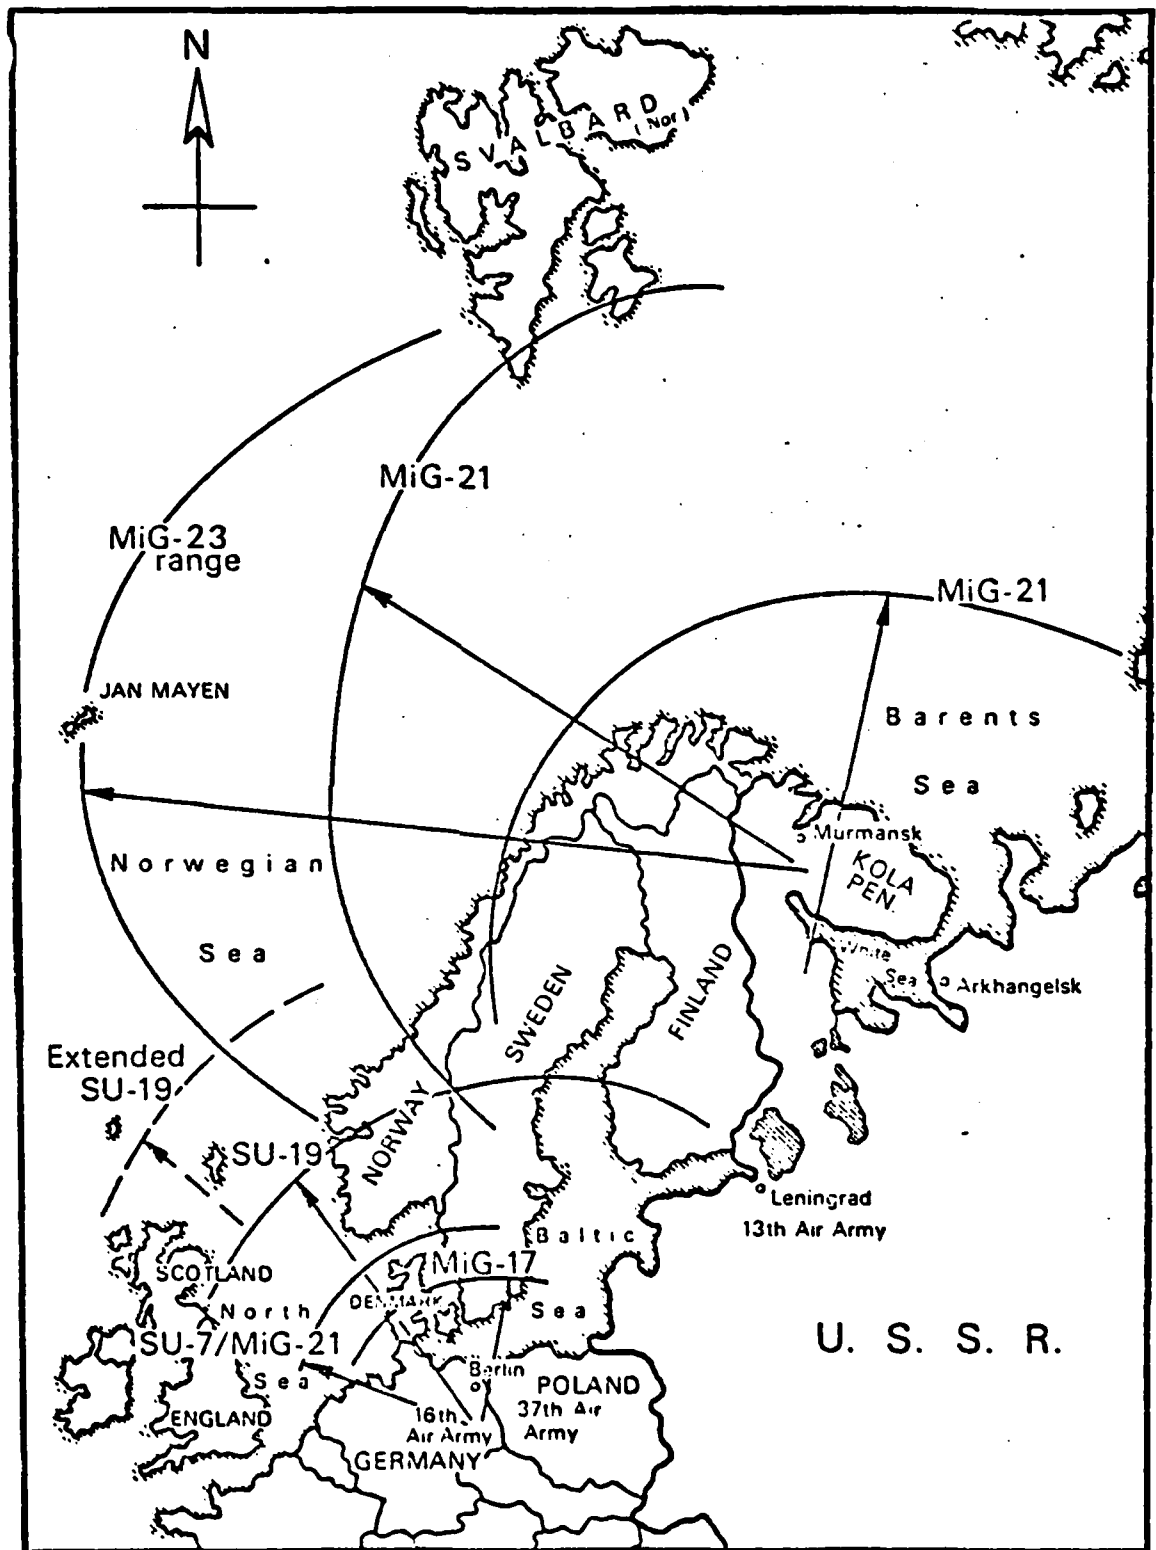 N
SVALBARD
(Nor)
MiG-21
MiG-23
range
MiG-21
JAN MAYEN
Barents
Sea
Murmansk
KOLA
PEN.
Norwegian
Sea
White
Sea
Arkhangelsk
SWEDEN
FINLAND
Extended
SU-19
NORWAY
SU-19
Leningrad
13th Air Army
Baltic
Sea
MiG-17
SCOTLAND
DENMARK
North
Sea
SU-7/MiG-21
U. S. S. R.
Berlin
POLAND
37th Air
Army
ENGLAND
16th
Air Army
GERMANY